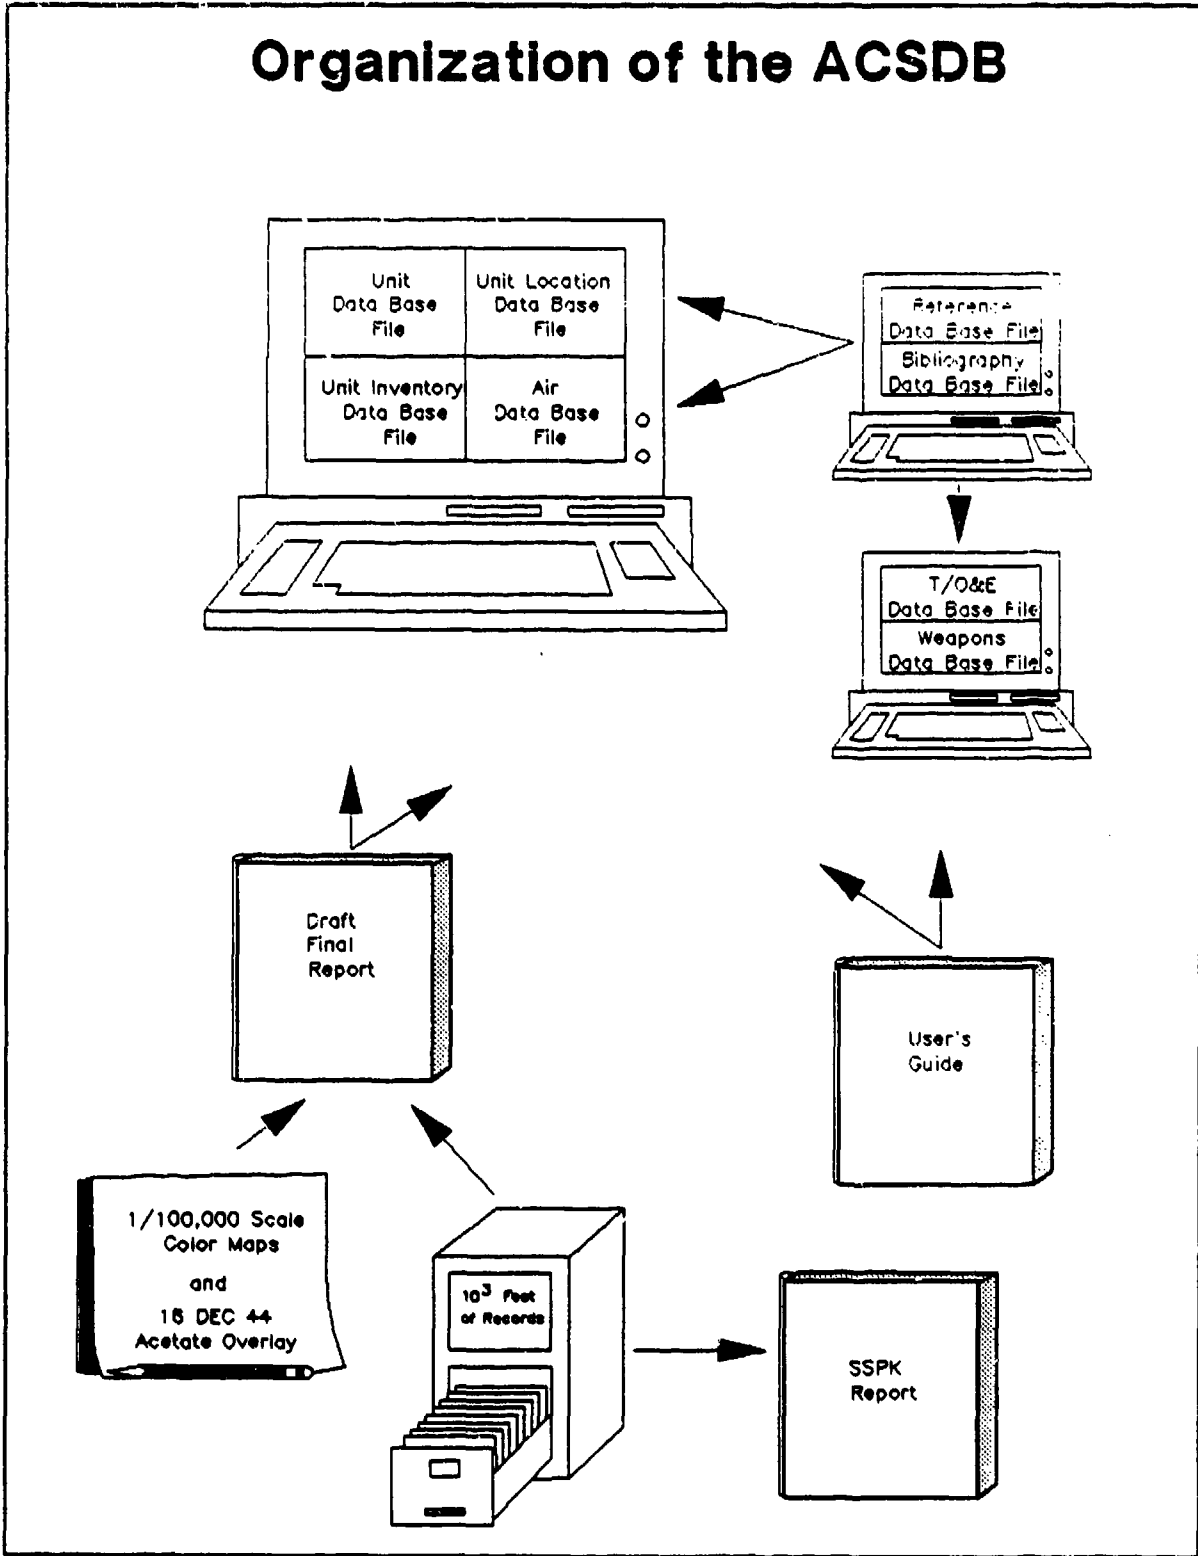 Organization of the ACSDB
Unit
Data Base
File
Unit Location
Data Base
File
Unit Inventory
Data Base
File
Air
Data Base
File
Reference
Data Base File
Bibliography
Data Base File
T/O&E
Data Base File
Weapons
Data Base File
Draft
Final
Report
User's
Guide
1/100,000 Scale
Color Maps
and
16 DEC 44
Acetate Overlay
10³ Feet
of Records
SSPK
Report